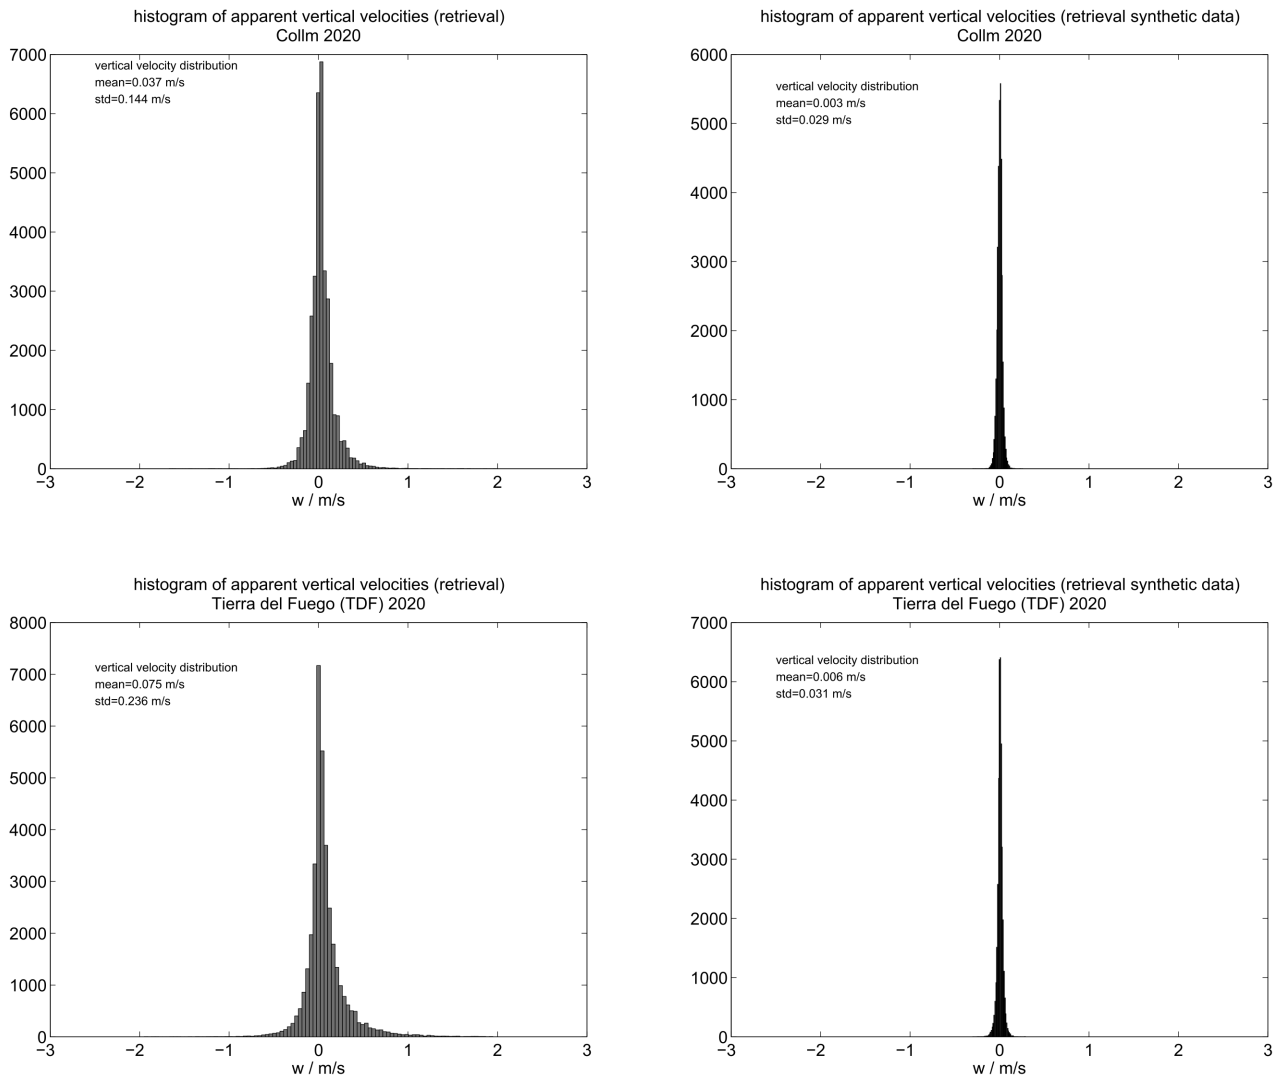 histogram of apparent vertical velocities (retrieval)
Collm 2020
7000
6000
5000
4000
3000
2000
1000
0
vertical velocity distribution
mean=0.037 m/s
std=0.144 m/s
−3 −2 −1 0 1 2 3
w / m/s
histogram of apparent vertical velocities (retrieval synthetic data)
Collm 2020
6000
5000
4000
3000
2000
1000
0
vertical velocity distribution
mean=0.003 m/s
std=0.029 m/s
−3 −2 −1 0 1 2 3
w / m/s
histogram of apparent vertical velocities (retrieval)
Tierra del Fuego (TDF) 2020
8000
7000
6000
5000
4000
3000
2000
1000
0
vertical velocity distribution
mean=0.075 m/s
std=0.236 m/s
−3 −2 −1 0 1 2 3
w / m/s
histogram of apparent vertical velocities (retrieval synthetic data)
Tierra del Fuego (TDF) 2020
7000
6000
5000
4000
3000
2000
1000
0
vertical velocity distribution
mean=0.006 m/s
std=0.031 m/s
−3 −2 −1 0 1 2 3
w / m/s